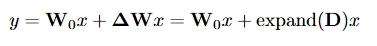 y = W₀x + ΔWx = W₀x + expand(D)x